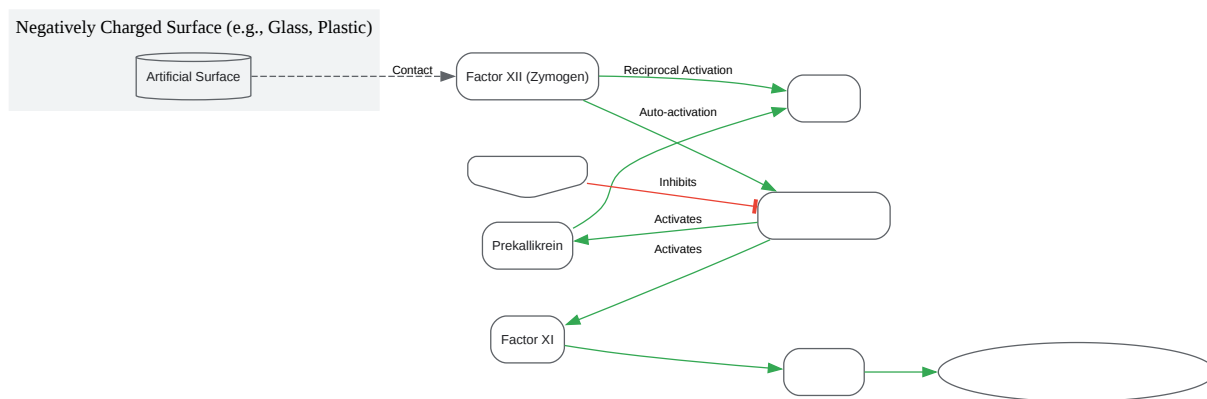 Negatively Charged Surface (e.g., Glass, Plastic)
Artificial Surface
Contact
Factor XII (Zymogen)
Reciprocal Activation
Auto-activation
Inhibits
Activates
Prekallikrein
Activates
Factor XI